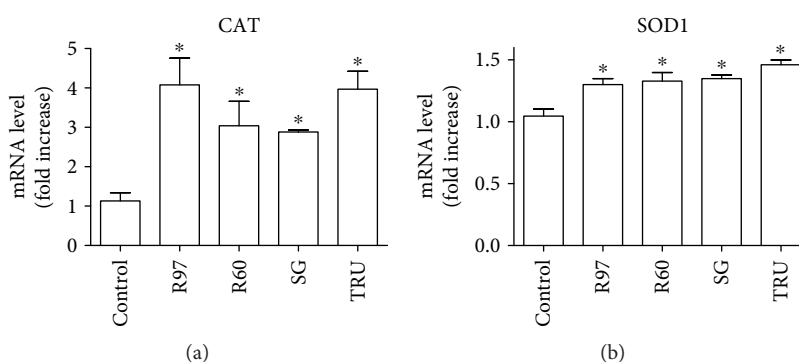 CAT
mRNA level
(fold increase)
5
4
3
2
1
0
*
*
*
*
Control
R97
R60
SG
TRU
(a)
SOD1
mRNA level
(fold increase)
1.5
1.0
0.5
0.0
*
*
*
*
Control
R97
R60
SG
TRU
(b)